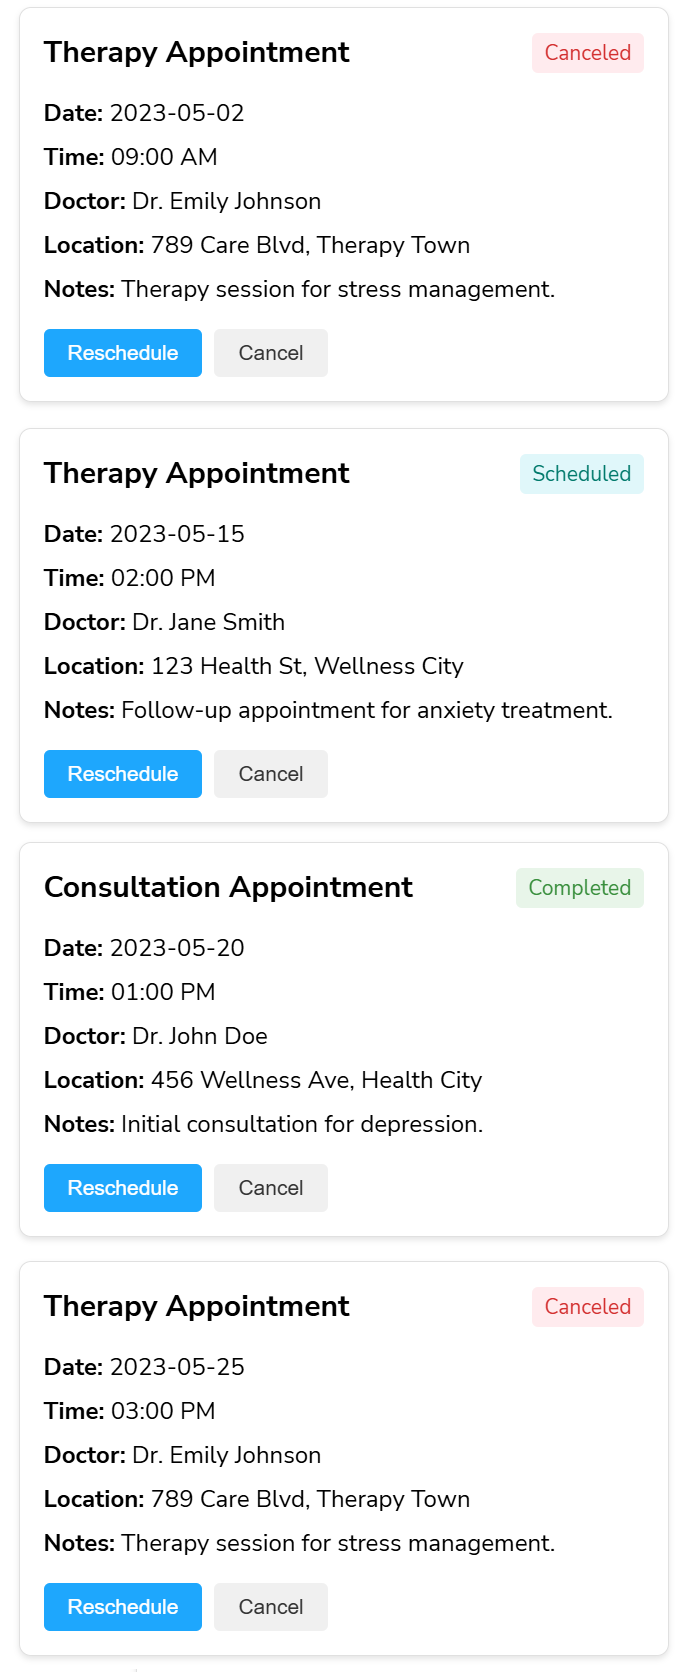 Therapy Appointment
Canceled
Date: 2023-05-02
Time: 09:00 AM
Doctor: Dr. Emily Johnson
Location: 789 Care Blvd, Therapy Town
Notes: Therapy session for stress management.
Reschedule Cancel
Therapy Appointment
Scheduled
Date: 2023-05-15
Time: 02:00 PM
Doctor: Dr. Jane Smith
Location: 123 Health St, Wellness City
Notes: Follow-up appointment for anxiety treatment.
Reschedule Cancel
Consultation Appointment
Completed
Date: 2023-05-20
Time: 01:00 PM
Doctor: Dr. John Doe
Location: 456 Wellness Ave, Health City
Notes: Initial consultation for depression.
Reschedule Cancel
Therapy Appointment
Canceled
Date: 2023-05-25
Time: 03:00 PM
Doctor: Dr. Emily Johnson
Location: 789 Care Blvd, Therapy Town
Notes: Therapy session for stress management.
Reschedule Cancel